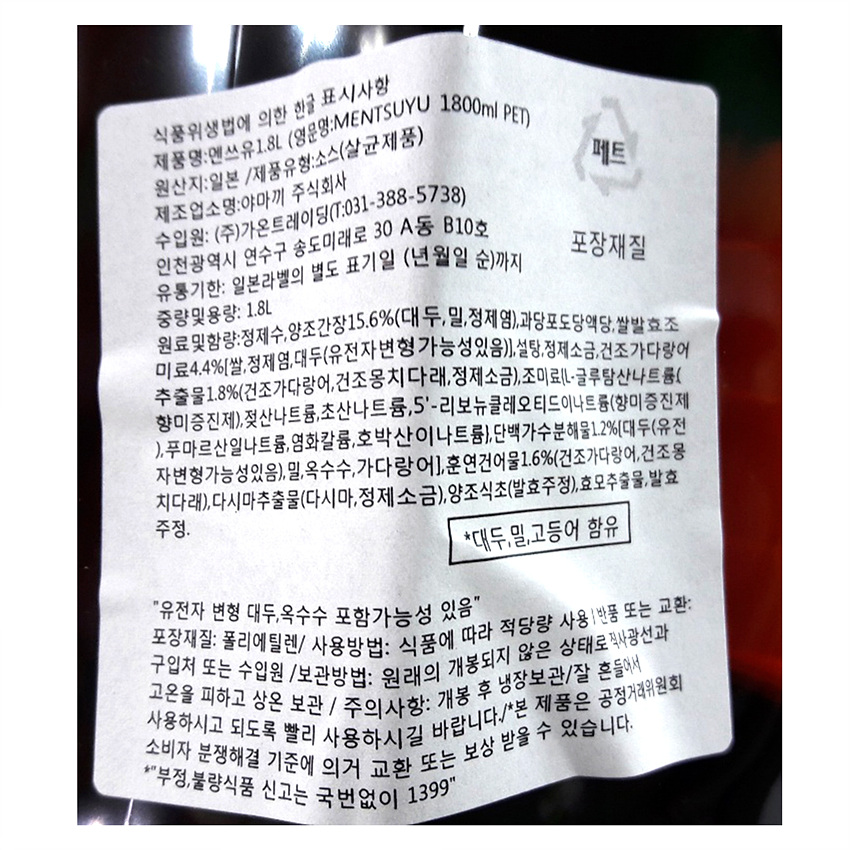 식품위생법에 의한 한글 표시사항
제품명:멘쓰유1.8L (영문명:MENTSUYU 1800ml PET)
원산지:일본 /제품유형:소스(살균제품)
제조업소명:야마끼 주식회사
수입원: (주)가온트레이딩(T:031-388-5738)
인천광역시 연수구 송도미래로 30 A동 B10호
유통기한: 일본라벨의 별도 표기일 (년월일 순)까지
중량및용량: 1.8L
페트
포장재질
원료및함량:정제수,양조간장15.6%(대두,밀,정제염),과당포도당액당,쌀발효조
미료4.4%[쌀,정제염,대두(유전자변형가능성있음)],설탕,정제소금,건조가다랑어
추출물1.8%(건조가다랑어,건조몽치다래,정제소금),조미료(L-글루탐산나트륨(
향미증진제),젖산나트륨,초산나트륨,5'-리보뉴클레오티드이나트륨(향미증진제
),푸마르산일나트륨,염화칼륨,호박산이나트륨),단백가수분해물1.2%[대두(유전
자변형가능성있음),밀,옥수수,가다랑어],훈연건어물1.6%(건조가다랑어,건조몽
치다래),다시마추출물(다시마,정제소금),양조식초(발효주정),효모추출물,발효
주정.
*대두,밀,고등어 함유
"유전자 변형 대두,옥수수 포함가능성 있음"
포장재질: 폴리에틸렌/ 사용방법: 식품에 따라 적당량 사용/반품 또는 교환:
구입처 또는 수입원 /보관방법: 원래의 개봉되지 않은 상태로직사광선과
고온을 피하고 상온 보관 / 주의사항: 개봉 후 냉장보관/잘 흔들어서
사용하시고 되도록 빨리 사용하시길 바랍니다./*본 제품은 공정거래위원회
소비자 분쟁해결 기준에 의거 교환 또는 보상 받을 수 있습니다.
*"부정,불량식품 신고는 국번없이 1399"